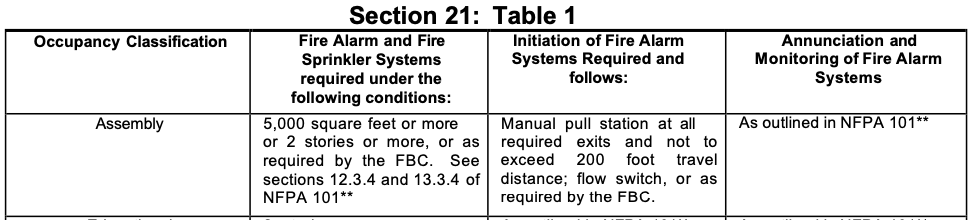 Section 21: Table 1
Occupancy Classification
Fire Alarm and Fire
Sprinkler Systems
required under the
following conditions:
Initiation of Fire Alarm
Systems Required and
follows:
Annunciation and
Monitoring of Fire Alarm
Systems
Assembly
5,000 square feet or more
or 2 stories or more, or as
required by the FBC. See
sections 12.3.4 and 13.3.4 of
NFPA 101**
Manual pull station at all
required exits and not to
exceed 200 foot travel
distance; flow switch, or as
required by the FBC.
As outlined in NFPA 101**